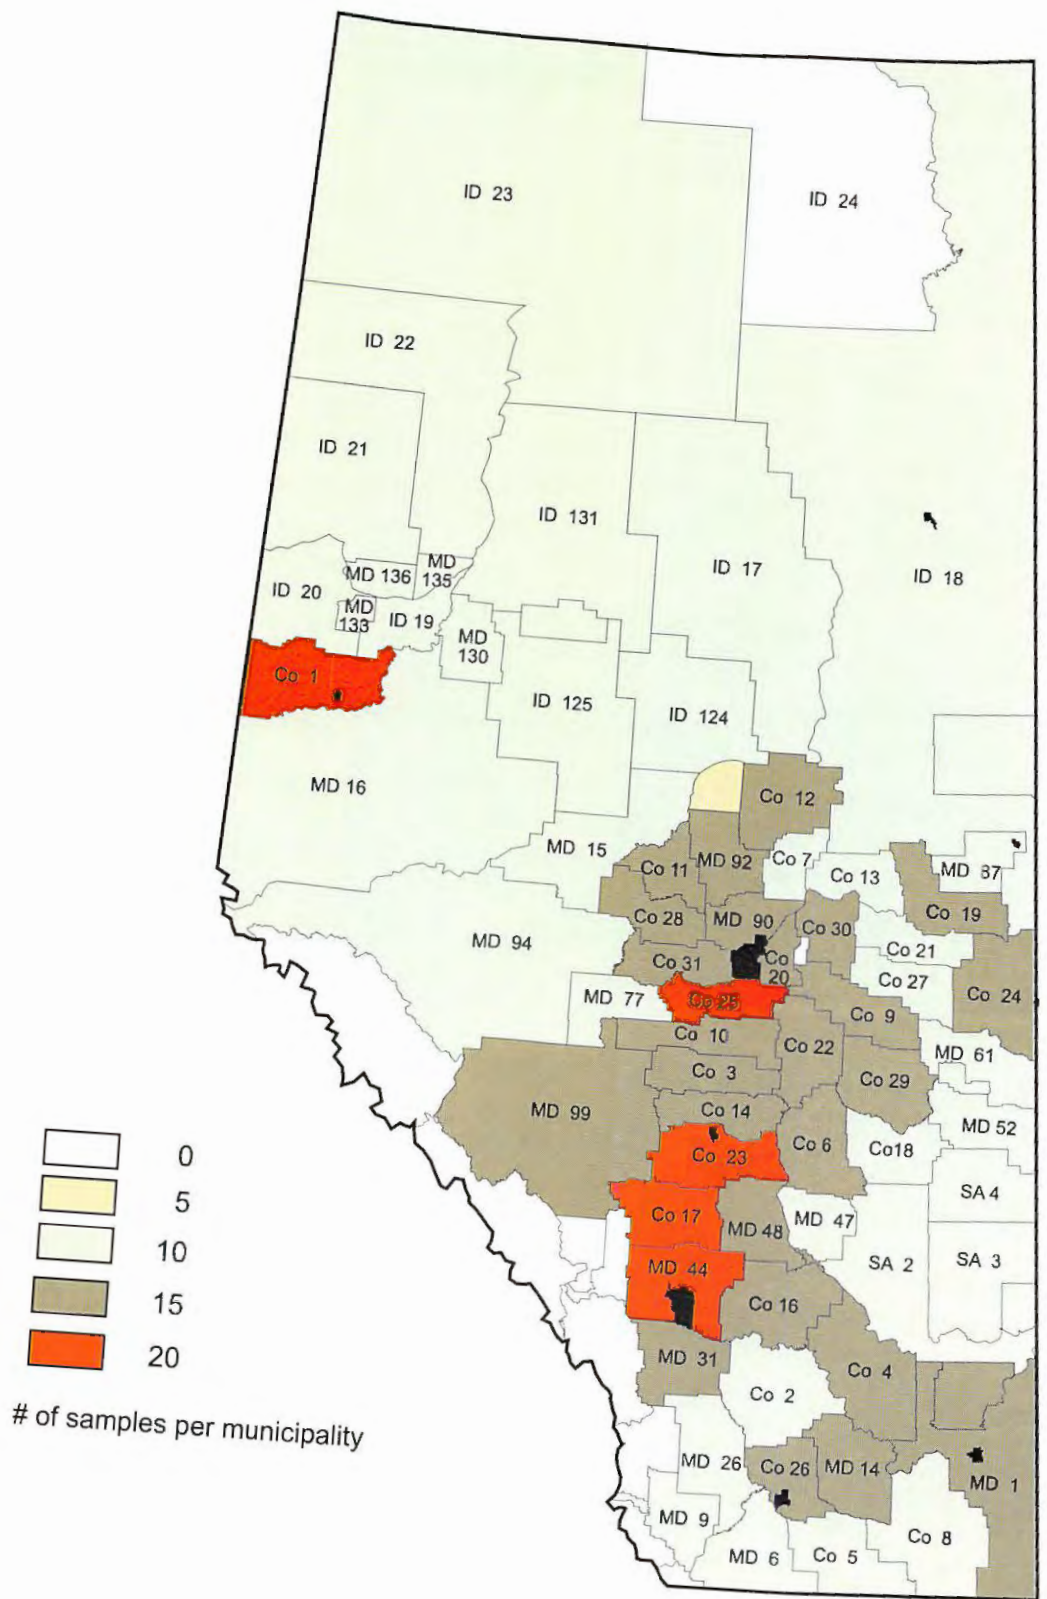 ID 23
ID 24
ID 22
ID 21
ID 131
ID 17
ID 18
MD 136
MD
135
ID 20
MD
133
ID 19
MD
130
Co 1
ID 125
ID 124
MD 16
Co 12
MD 15
Co 11
MD 92
Co 7
Co 13
MD 87
Co 19
Co 28
MD 90
Co 30
Co 21
MD 94
Co 31
Co
20
Co 27
Co 24
MD 77
Co 25
Co 9
Co 10
Co 22
MD 61
Co 3
Co 29
MD 99
Co 14
MD 52
Co 6
Co18
Co 23
SA 4
Co 17
MD 48
MD 47
SA 2
SA 3
MD 44
Co 16
MD 31
Co 4
Co 2
MD 26
Co 26
MD 14
MD 1
MD 9
Co 8
MD 6
Co 5
0
5
10
15
20
# of samples per municipality